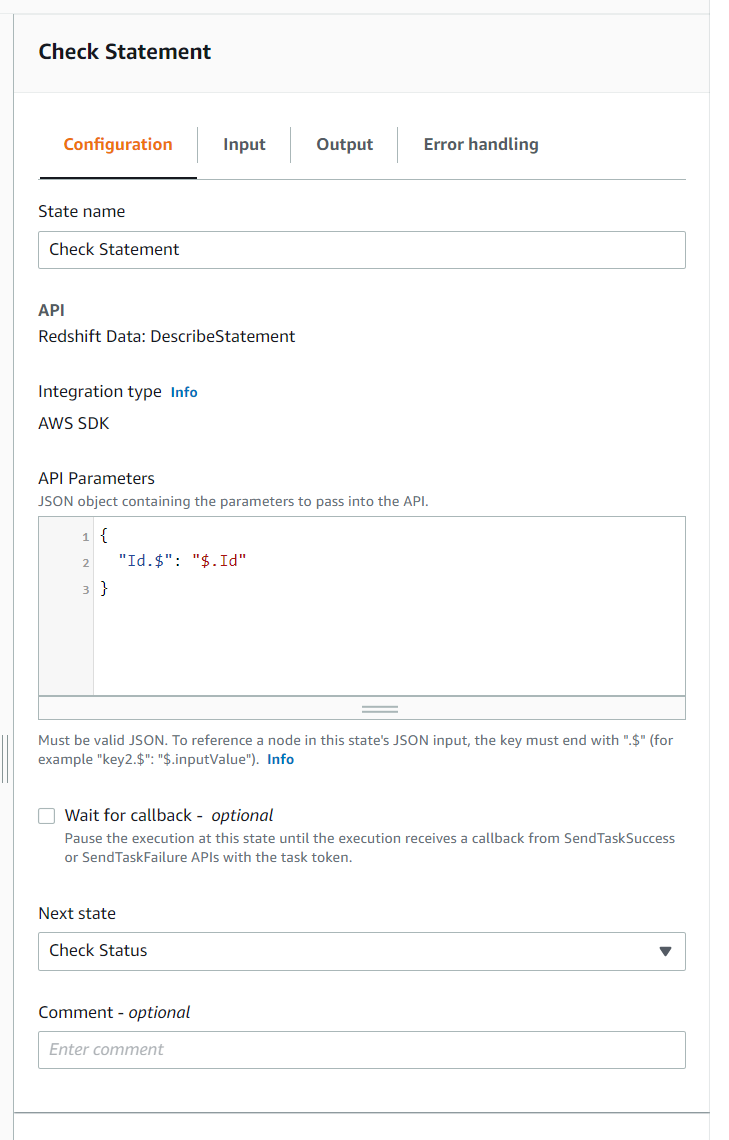 Check Statement
Configuration
Input
Output
Error handling
State name
Check Statement
API
Redshift Data: DescribeStatement
Integration type Info
AWS SDK
API Parameters
JSON object containing the parameters to pass into the API.
1 {
2 "Id.$": "$.Id"
3 }
Must be valid JSON. To reference a node in this state's JSON input, the key must end with ".$" (for
example "key2.$": "$.inputValue"). Info
Wait for callback - optional
Pause the execution at this state until the execution receives a callback from SendTaskSuccess
or SendTaskFailure APIs with the task token.
Next state
Check Status
Comment - optional
Enter comment